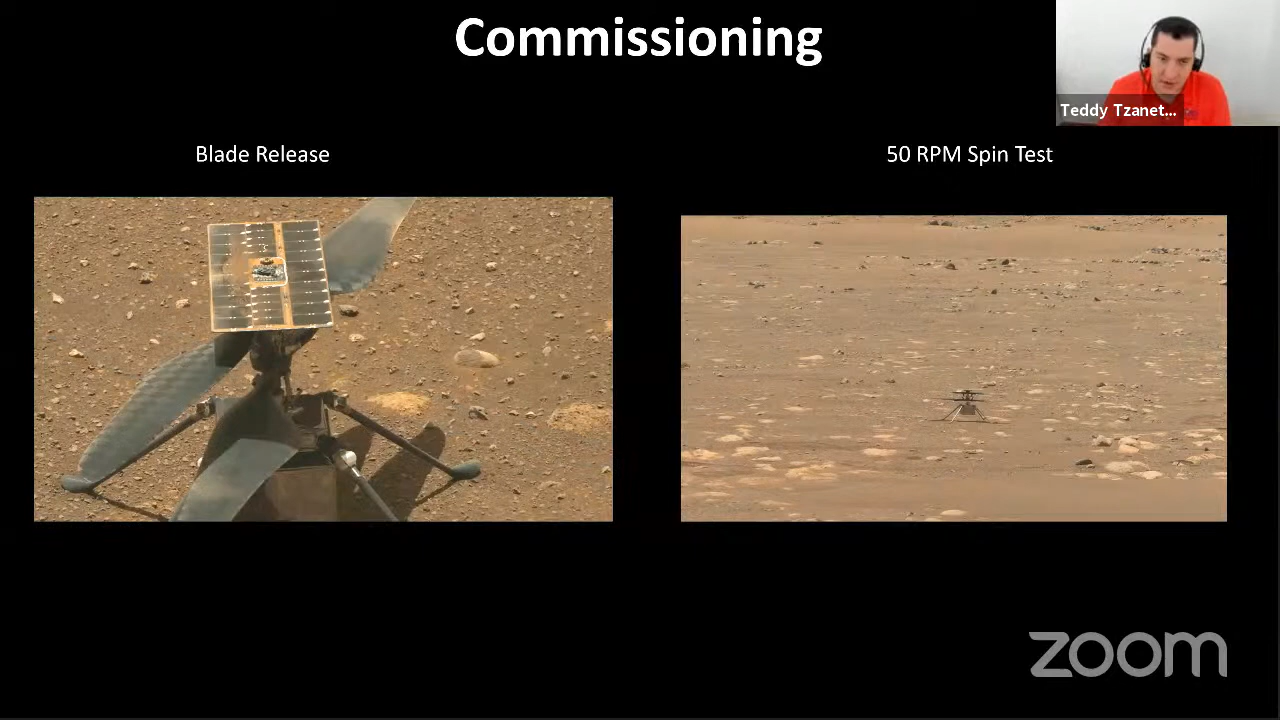 Commissioning
Teddy Tzanet...
Blade Release
50 RPM Spin Test
zoom